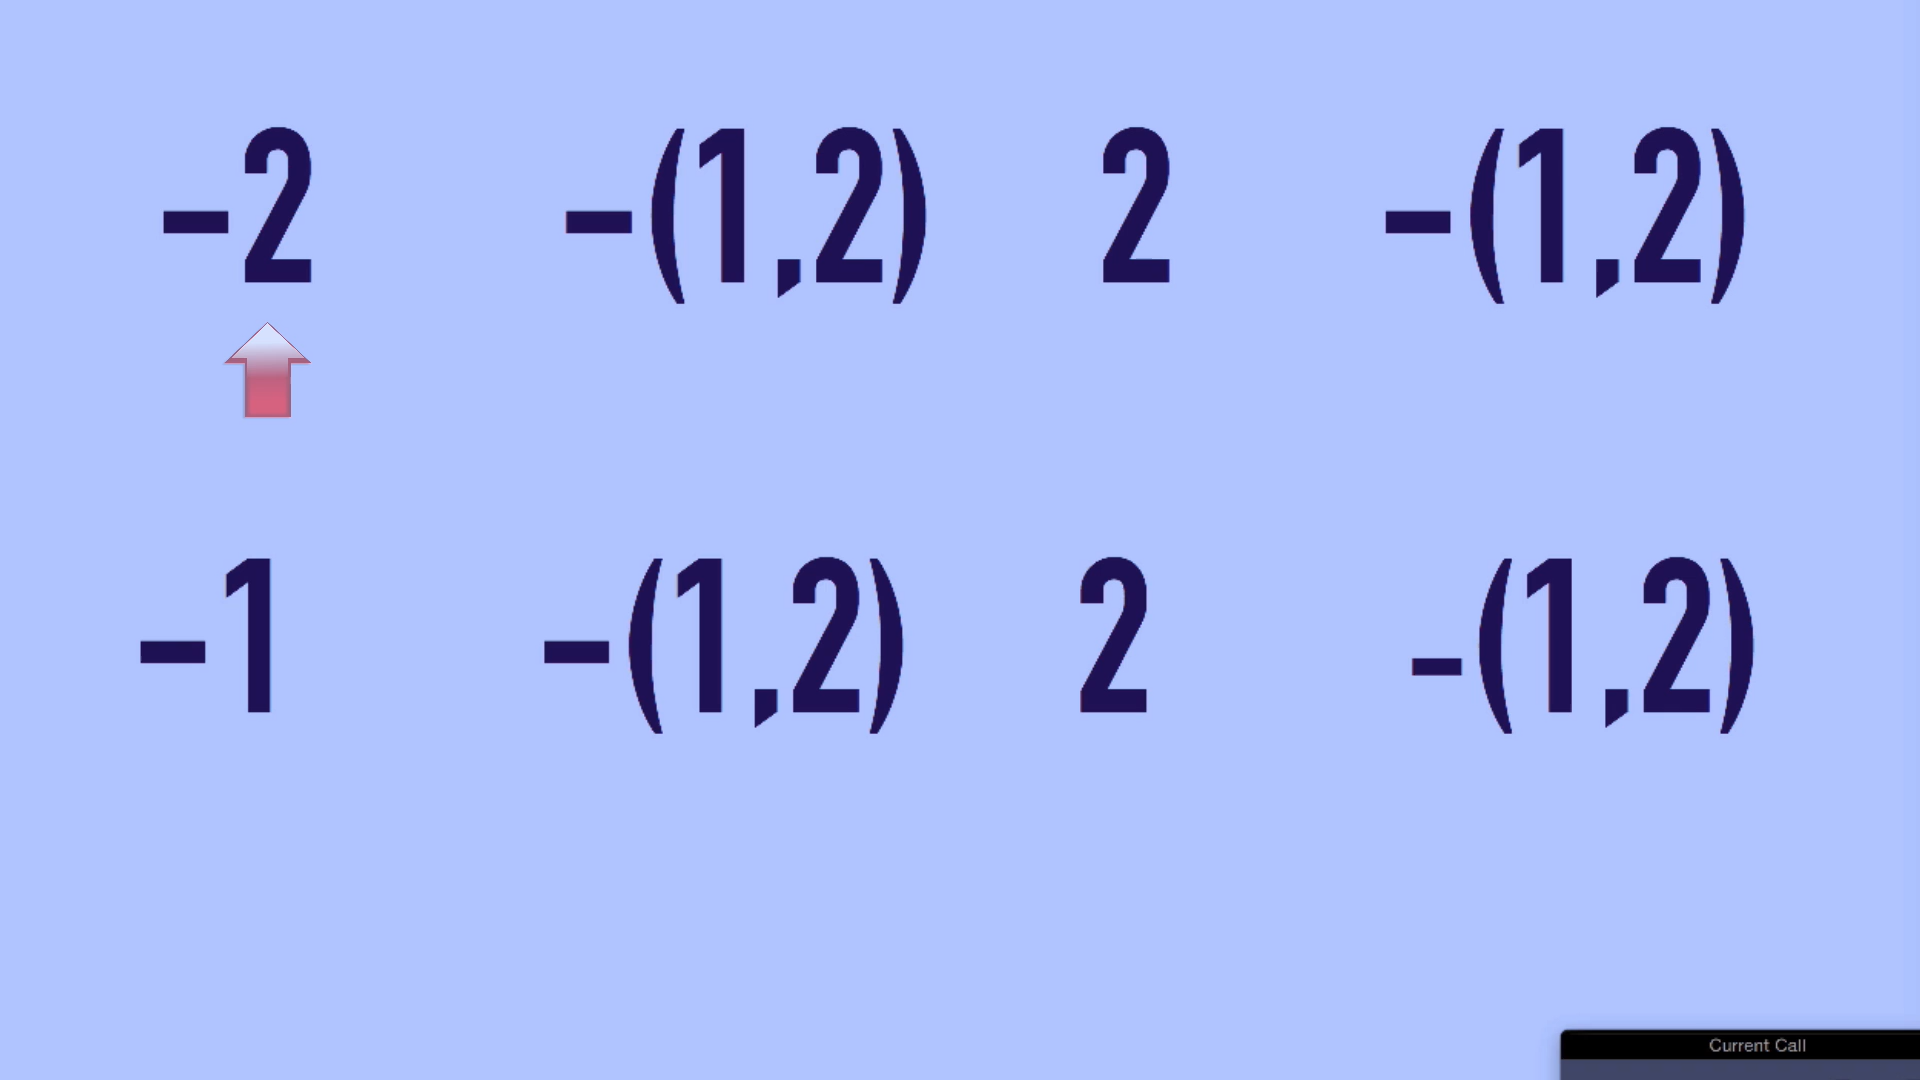 –2 –(1,2) 2 –(1,2)
–1 –(1,2) 2 –(1,2)
Current Call